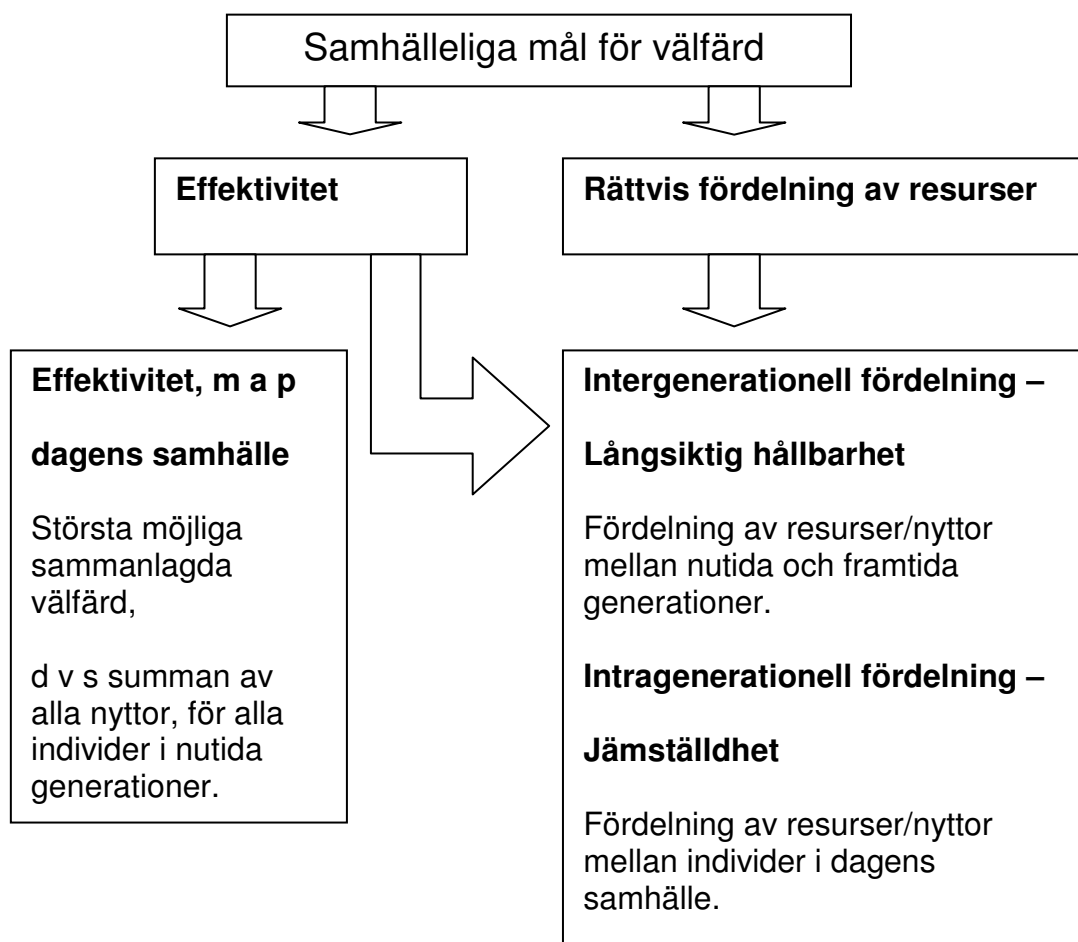 Samhälleliga mål för välfärd
Effektivitet
Rättvis fördelning av resurser
Effektivitet, m a p
dagens samhälle
Största möjliga
sammanlagda
välfärd,
d v s summan av
alla nyttor, för alla
individer i nutida
generationer.
Intergenerationell fördelning –
Långsiktig hållbarhet
Fördelning av resurser/nyttor
mellan nutida och framtida
generationer.
Intragenerationell fördelning –
Jämställdhet
Fördelning av resurser/nyttor
mellan individer i dagens
samhälle.